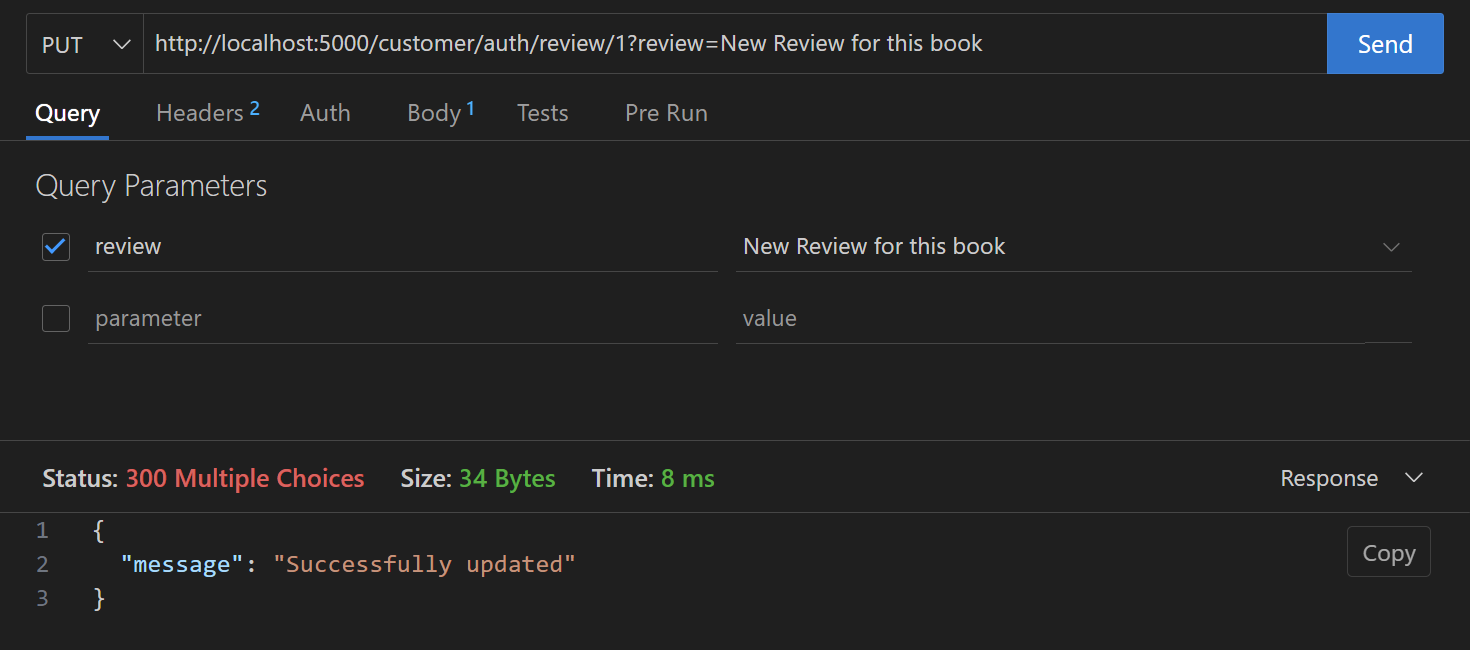 PUT http://localhost:5000/customer/auth/review/1?review=New Review for this book Send
Query Headers 2 Auth Body 1 Tests Pre Run
Query Parameters
review New Review for this book
parameter value
Status: 300 Multiple Choices Size: 34 Bytes Time: 8 ms Response
1 {
2 "message": "Successfully updated"
3 }
Copy